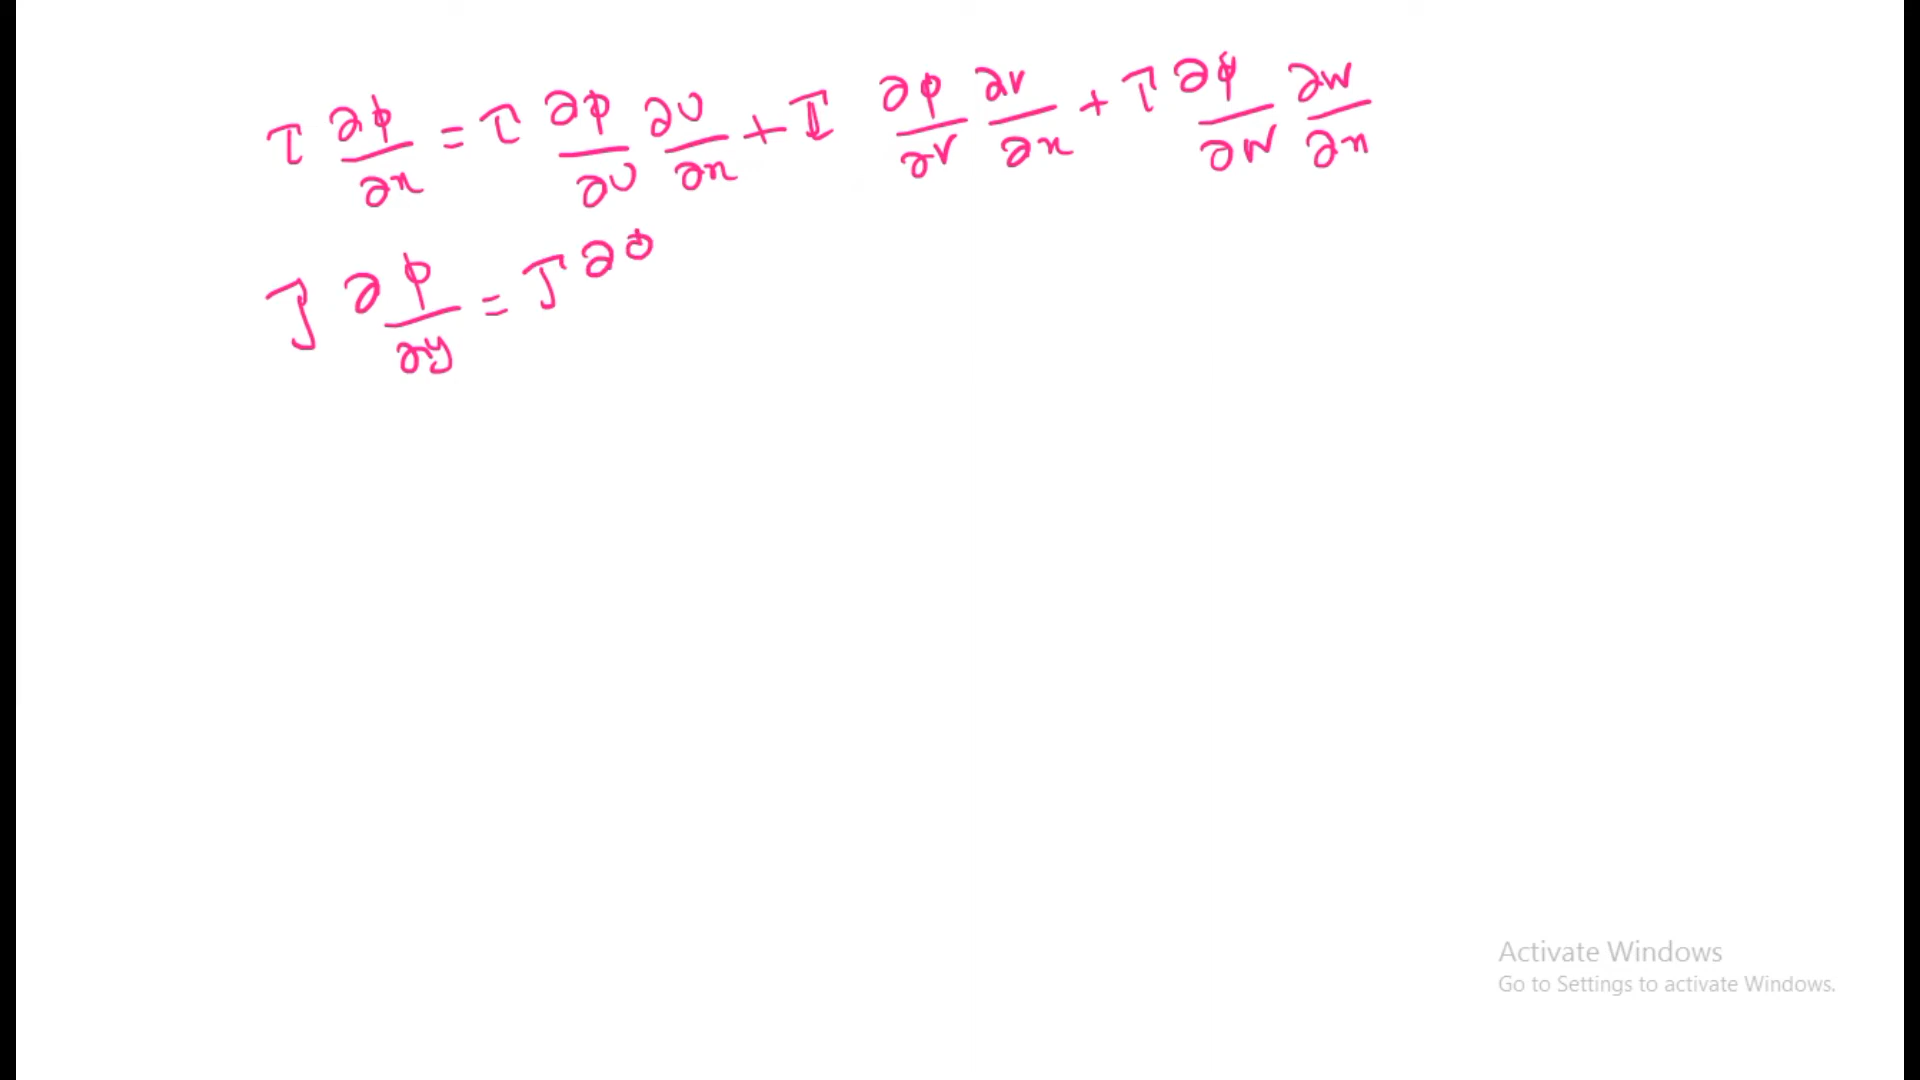 I ∂φ/∂x = I ∂φ/∂U ∂U/∂x + I ∂φ/∂V ∂V/∂x + I ∂φ/∂W ∂W/∂x
J ∂φ/∂y = J ∂φ
Activate Windows
Go to Settings to activate Windows.